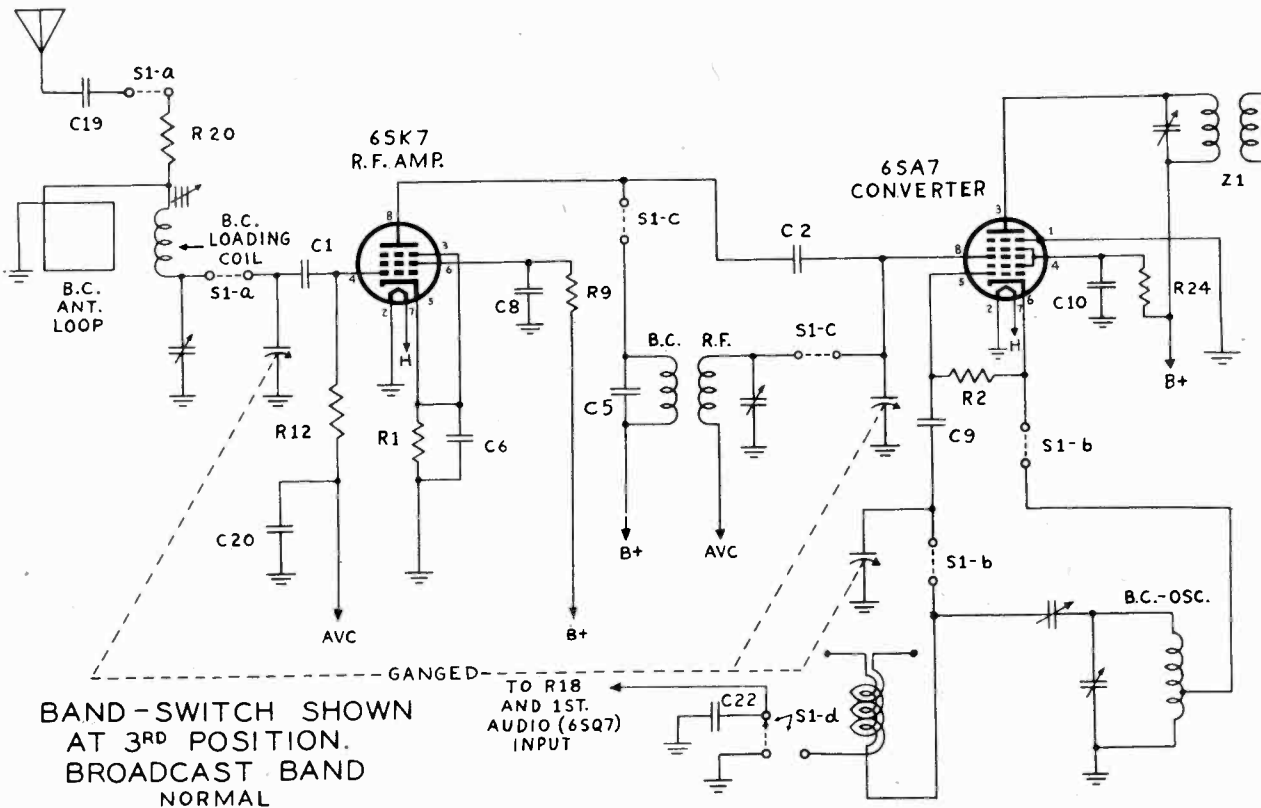 S1-a
C19
R20
6SK7
R.F. AMP.
6SA7
CONVERTER
Z1
B.C.
LOADING
COIL
B.C.
ANT.
LOOP
S1-a
C1
4
8
3
6
5
2
7
H
C8
R9
S1-C
C2
8
5
3
1
4
6
2
7
H
C10
R24
B+
R12
R1
C6
C5
B.C. R.F.
S1-C
R2
C9
S1-b
C20
AVC
B+
B+
AVC
S1-b
B.C.-OSC.
GANGED
TO R18
AND 1ST.
AUDIO (6SQ7)
INPUT
C22
S1-d
BAND-SWITCH SHOWN
AT 3RD POSITION.
BROADCAST BAND
NORMAL